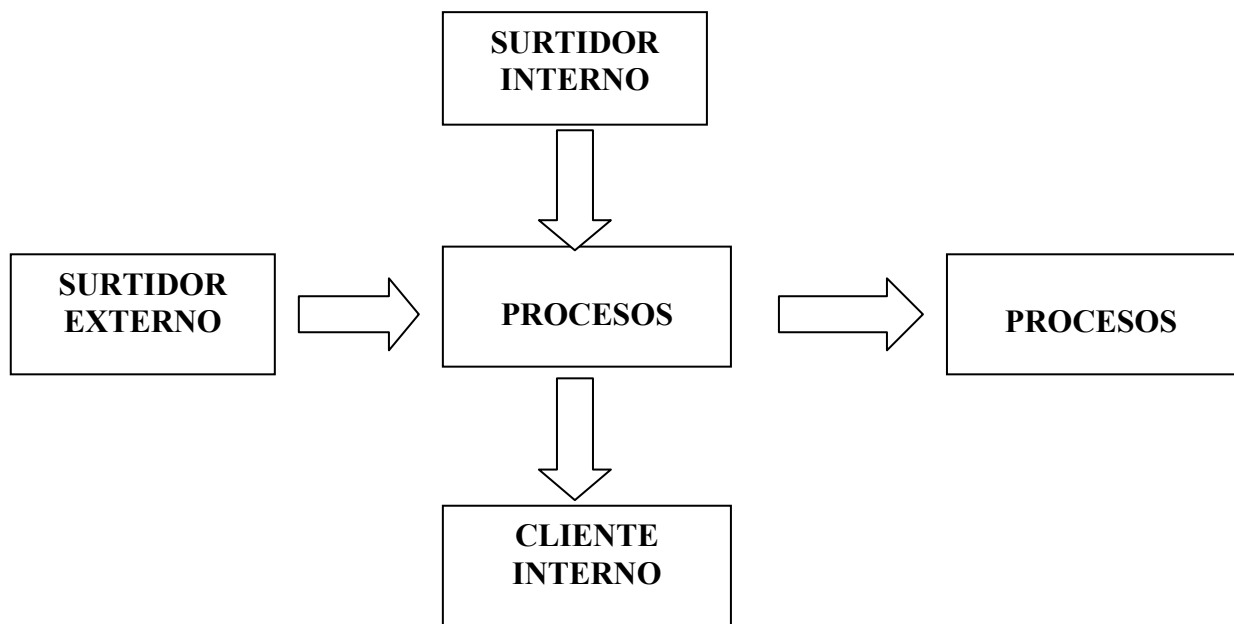 SURTIDOR
INTERNO
SURTIDOR
EXTERNO
PROCESOS
PROCESOS
CLIENTE
INTERNO